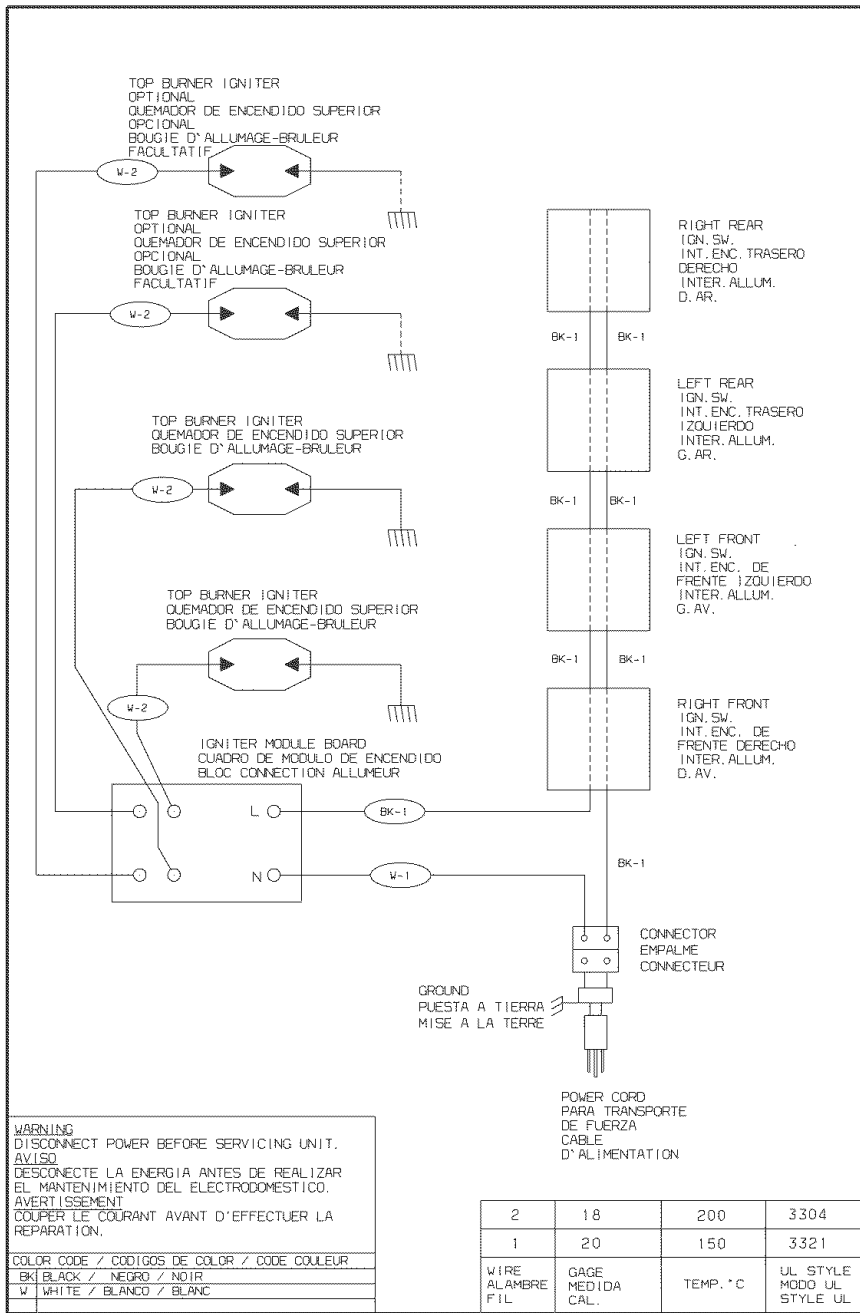 TOP BURNER IGNITER
OPTIONAL
QUEMADOR DE ENCENDIDO SUPERIOR
OPCIONAL
BOUGIE D'ALLUMAGE-BRULEUR
FACULTATIF
W-2
TOP BURNER IGNITER
OPTIONAL
QUEMADOR DE ENCENDIDO SUPERIOR
OPCIONAL
BOUGIE D'ALLUMAGE-BRULEUR
FACULTATIF
W-2
TOP BURNER IGNITER
QUEMADOR DE ENCENDIDO SUPERIOR
BOUGIE D'ALLUMAGE-BRULEUR
W-2
TOP BURNER IGNITER
QUEMADOR DE ENCENDIDO SUPERIOR
BOUGIE D'ALLUMAGE-BRULEUR
W-2
IGNITER MODULE BOARD
CUADRO DE MODULO DE ENCENDIDO
BLOC CONNECTION ALLUMEUR
L
N
BK-1
W-1
RIGHT REAR
IGN. SW.
INT. ENC. TRASERO
DERECHO
INTER. ALLUM.
D. AR.
BK-1 BK-1
LEFT REAR
IGN. SW.
INT. ENC. TRASERO
IZQUIERDO
INTER. ALLUM.
G. AR.
BK-1 BK-1
LEFT FRONT
IGN. SW.
INT. ENC. DE
FRENTE IZQUIERDO
INTER. ALLUM.
G. AV.
BK-1 BK-1
RIGHT FRONT
IGN. SW.
INT. ENC. DE
FRENTE DERECHO
INTER. ALLUM.
D. AV.
BK-1
CONNECTOR
EMPALME
CONNECTEUR
GROUND
PUESTA A TIERRA
MISE A LA TERRE
POWER CORD
PARA TRANSPORTE
DE FUERZA
CABLE
D'ALIMENTATION
WARNING
DISCONNECT POWER BEFORE SERVICING UNIT.
AVISO
DESCONECTE LA ENERGIA ANTES DE REALIZAR
EL MANTENIMIENTO DEL ELECTRODOMESTICO.
AVERTISSEMENT
COUPER LE COURANT AVANT D'EFFECTUER LA
REPARATION.
COLOR CODE / CODIGOS DE COLOR / CODE COULEUR
BK BLACK / NEGRO / NOIR
W WHITE / BLANCO / BLANC
2 18 200 3304
1 20 150 3321
WIRE GAGE TEMP.°C UL STYLE
ALAMBRE MEDIDA MODO UL
FIL CAL. STYLE UL